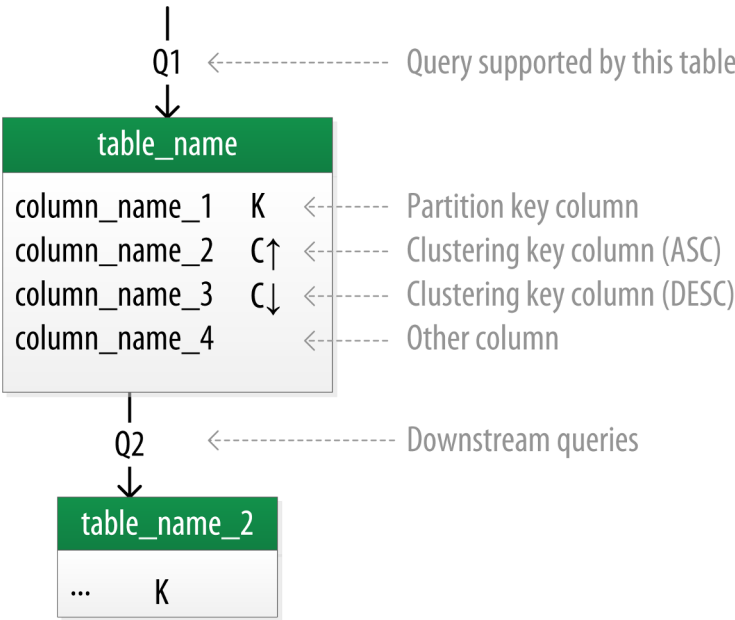 Q1 Query supported by this table
table_name
column_name_1 K Partition key column
column_name_2 C↑ Clustering key column (ASC)
column_name_3 C↓ Clustering key column (DESC)
column_name_4 Other column
Q2 Downstream queries
table_name_2
... K